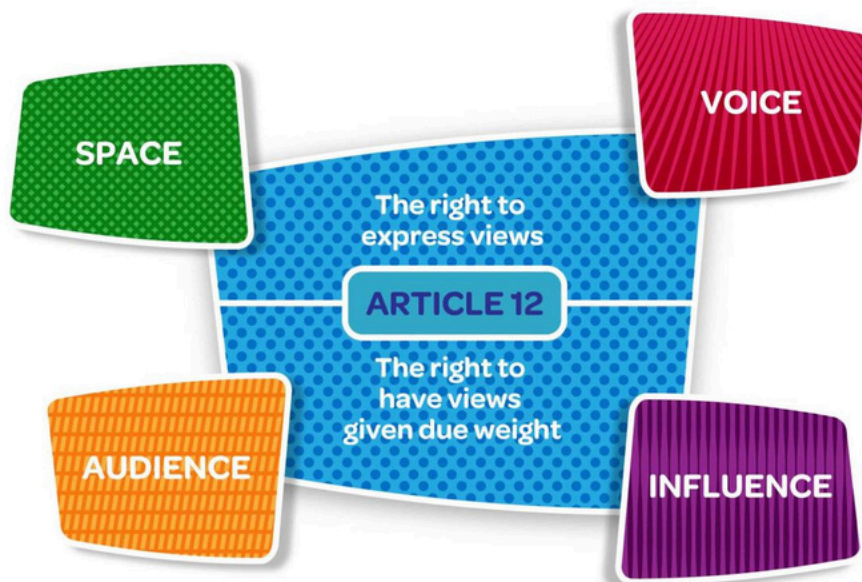 SPACE
VOICE
The right to
express views
ARTICLE 12
The right to
have views
given due weight
AUDIENCE
INFLUENCE